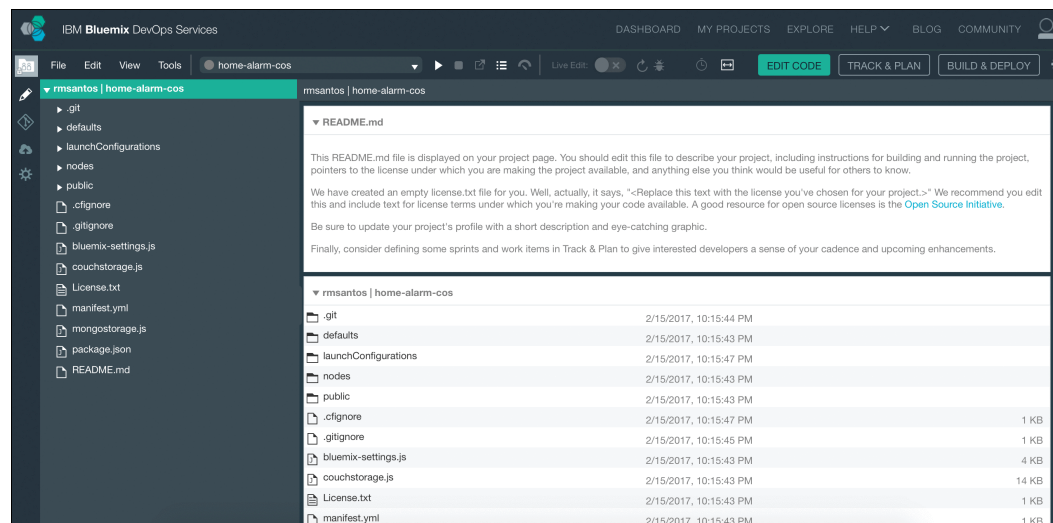 IBM Bluemix DevOps Services
DASHBOARD MY PROJECTS EXPLORE HELP BLOG COMMUNITY
File Edit View Tools home-alarm-cos Live Edit: EDIT CODE TRACK & PLAN BUILD & DEPLOY
rmsantos | home-alarm-cos
.git
defaults
launchConfigurations
nodes
public
.cfignore
.gitignore
bluemix-settings.js
couchstorage.js
License.txt
manifest.yml
mongostorage.js
package.json
README.md
rmsantos | home-alarm-cos
README.md
This README.md file is displayed on your project page. You should edit this file to describe your project, including instructions for building and running the project,
pointers to the license under which you are making the project available, and anything else you think would be useful for others to know.
We have created an empty license.txt file for you. Well, actually, it says, "<Replace this text with the license you've chosen for your project.>" We recommend you edit
this and include text for license terms under which you're making your code available. A good resource for open source licenses is the Open Source Initiative.
Be sure to update your project's profile with a short description and eye-catching graphic.
Finally, consider defining some sprints and work items in Track & Plan to give interested developers a sense of your cadence and upcoming enhancements.
rmsantos | home-alarm-cos
.git 2/15/2017, 10:15:44 PM
defaults 2/15/2017, 10:15:43 PM
launchConfigurations 2/15/2017, 10:15:47 PM
nodes 2/15/2017, 10:15:43 PM
public 2/15/2017, 10:15:43 PM
.cfignore 2/15/2017, 10:15:47 PM 1 KB
.gitignore 2/15/2017, 10:15:45 PM 1 KB
bluemix-settings.js 2/15/2017, 10:15:43 PM 4 KB
couchstorage.js 2/15/2017, 10:15:43 PM 14 KB
License.txt 2/15/2017, 10:15:43 PM 1 KB
manifest.yml 2/15/2017, 10:15:43 PM 1 KB